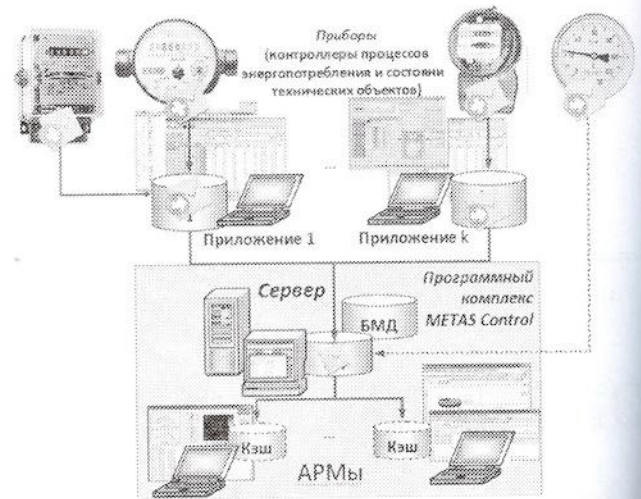 Приборы
(контроллеры процессов
энергопотребления и состояни
технических объектов)
...
Приложение 1
Приложение k
Сервер
Программный
комплекс
METAS Control
БМД
Кэш
...
Кэш
АРМы